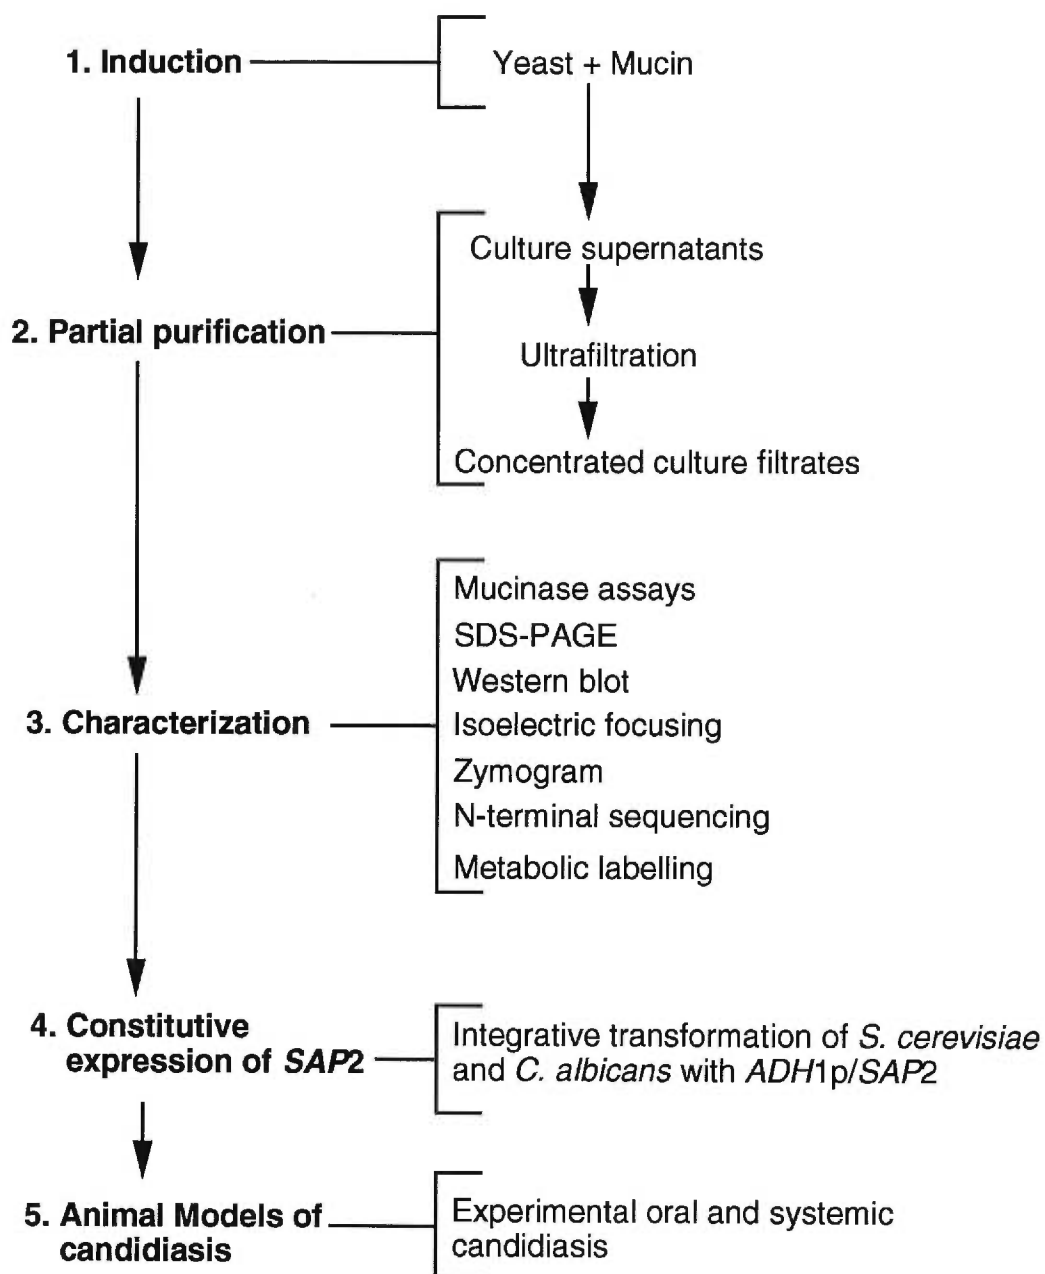 1. Induction
Yeast + Mucin
Culture supernatants
2. Partial purification
Ultrafiltration
Concentrated culture filtrates
Mucinase assays
SDS-PAGE
Western blot
3. Characterization
Isoelectric focusing
Zymogram
N-terminal sequencing
Metabolic labelling
4. Constitutive
expression of SAP2
Integrative transformation of S. cerevisiae
and C. albicans with ADH1p/SAP2
5. Animal Models of
candidiasis
Experimental oral and systemic
candidiasis